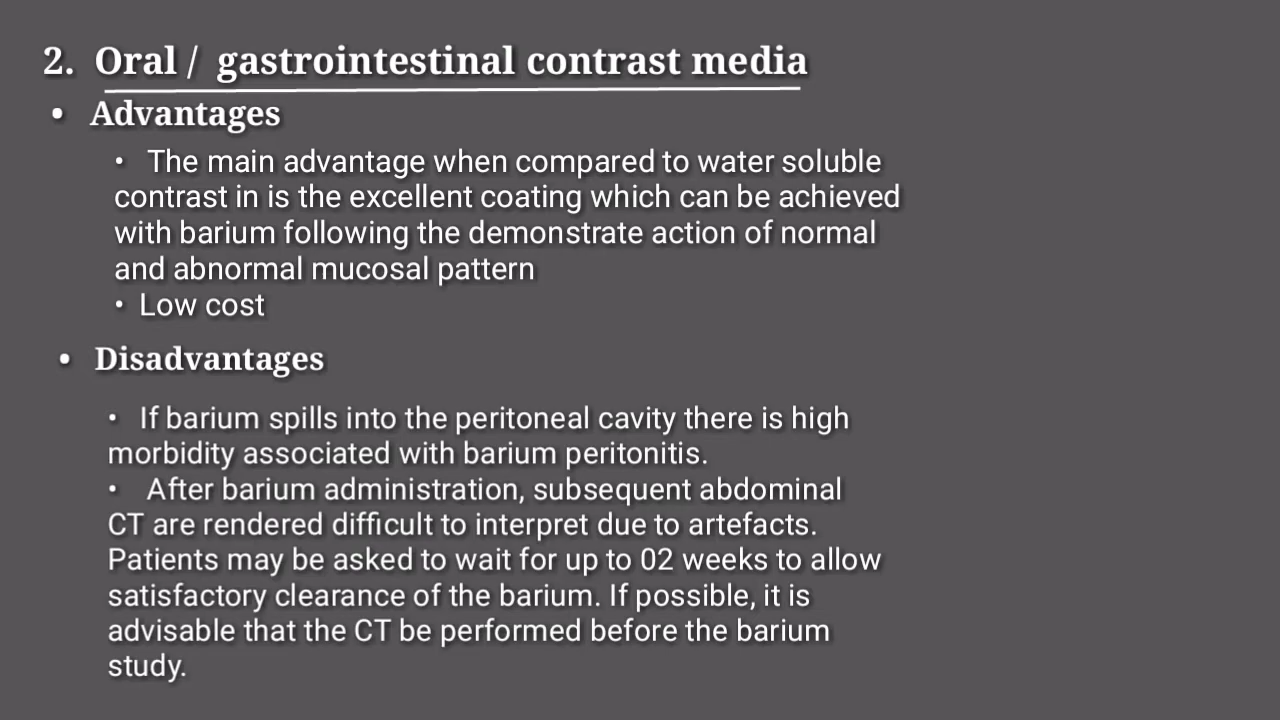 2. Oral / gastrointestinal contrast media
• Advantages
• The main advantage when compared to water soluble
contrast in is the excellent coating which can be achieved
with barium following the demonstrate action of normal
and abnormal mucosal pattern
• Low cost
• Disadvantages
• If barium spills into the peritoneal cavity there is high
morbidity associated with barium peritonitis.
• After barium administration, subsequent abdominal
CT are rendered difficult to interpret due to artefacts.
Patients may be asked to wait for up to 02 weeks to allow
satisfactory clearance of the barium. If possible, it is
advisable that the CT be performed before the barium
study.